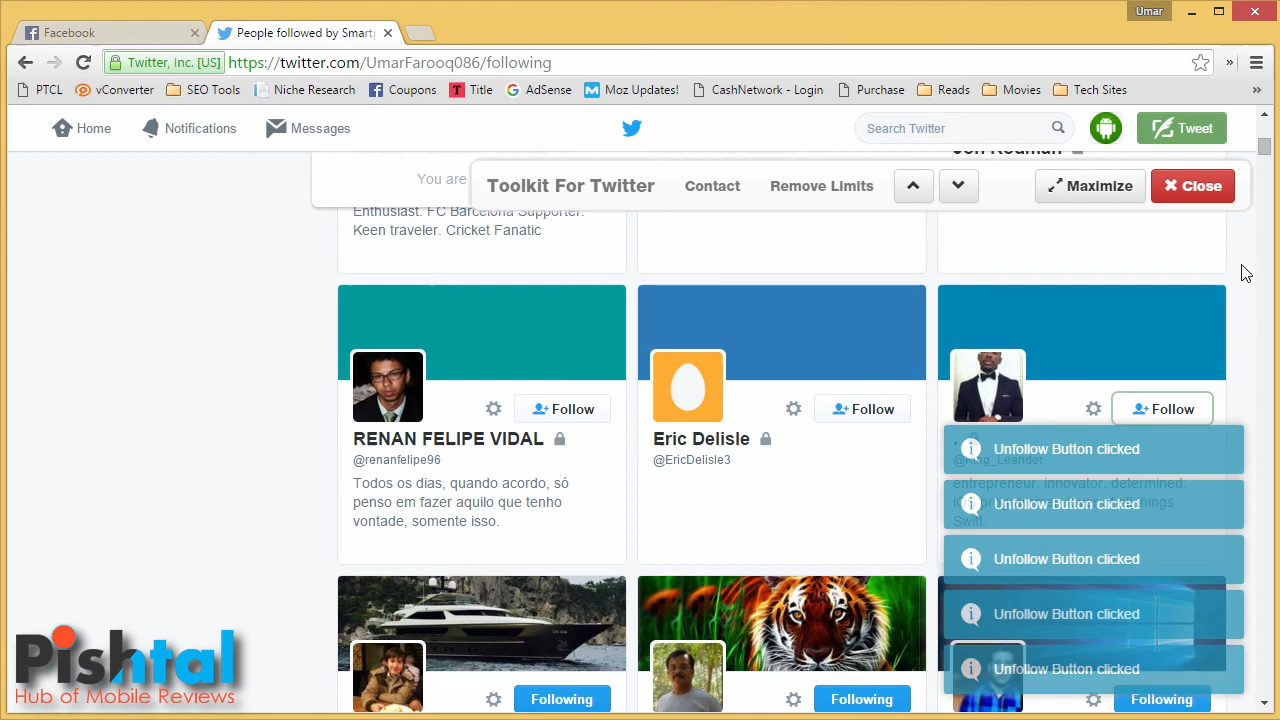 Umar
Facebook
People followed by Smart
Twitter, Inc. [US]
https://twitter.com/UmarFarooq086/following
PTCL
vConverter
SEO Tools
Niche Research
Coupons
Title
AdSense
Moz Updates!
CashNetwork - Login
Purchase
Reads
Movies
Tech Sites
Home
Notifications
Messages
Search Twitter
Tweet
You are
Toolkit For Twitter
Contact
Remove Limits
Maximize
Close
Enthusiast. FC Barcelona Supporter.
Keen traveler. Cricket Fanatic
Follow
RENAN FELIPE VIDAL
@renanfelipe96
Todos os dias, quando acordo, só
penso em fazer aquilo que tenho
vontade, somente isso.
Follow
Eric Delisle
@EricDelisle3
Follow
@King_Leander
entrepreneur. innovator. determined.
Swift.
Unfollow Button clicked
Unfollow Button clicked
Unfollow Button clicked
Unfollow Button clicked
Unfollow Button clicked
Following
Following
Following
Pishtal
Hub of Mobile Reviews